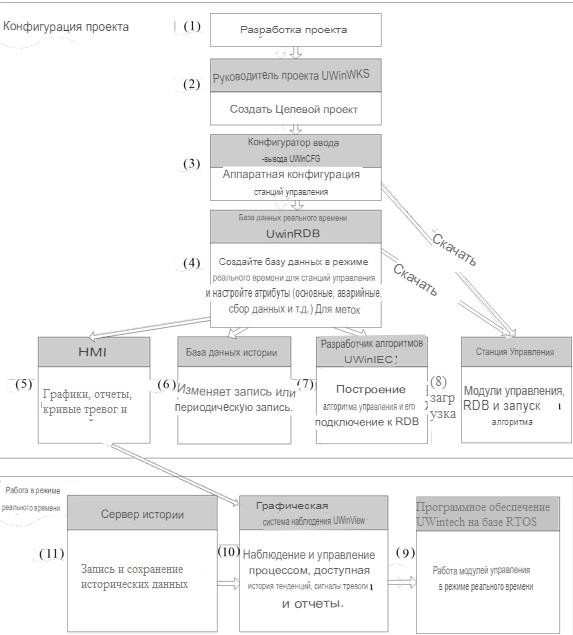 Конфигурация проекта
(1)
Разработка проекта
(2)
Руководитель проекта UWinWKS
Создать Целевой проект
(3)
Конфигуратор ввода
-вывода UWinCFG
Аппаратная конфигурация
станций управления
(4)
База данных реального времени
UwinRDB
Создайте базу данных в режиме
реального времени для станций управления
и настройте атрибуты (основные, аварийные,
сбор данных и т.д.) Для меток
Скачать
Скачать
(5)
HMI
Графики, отчеты,
кривые тревог и
(6)
База данных истории
Изменяет запись или
периодическую запись.
(7)
Разработчик алгоритмов
UWinIEC)
Построение
алгоритма управления и его
подключение к RDB
(8)
загр
узка
Станция Управления
Модули управления,
RDB и запуск
алгоритма
Работа в режиме
реального времени
(11)
Сервер истории
Запись и сохранение
исторических данных
(10)
Графическая
система наблюдения UWinView
Наблюдение и управление
процессом, доступная
история тенденций, сигналы тревоги
и отчеты.
(9)
Программное обеспечение
UWintech на базе RTOS
Работа модулей управления
в режиме реального времени